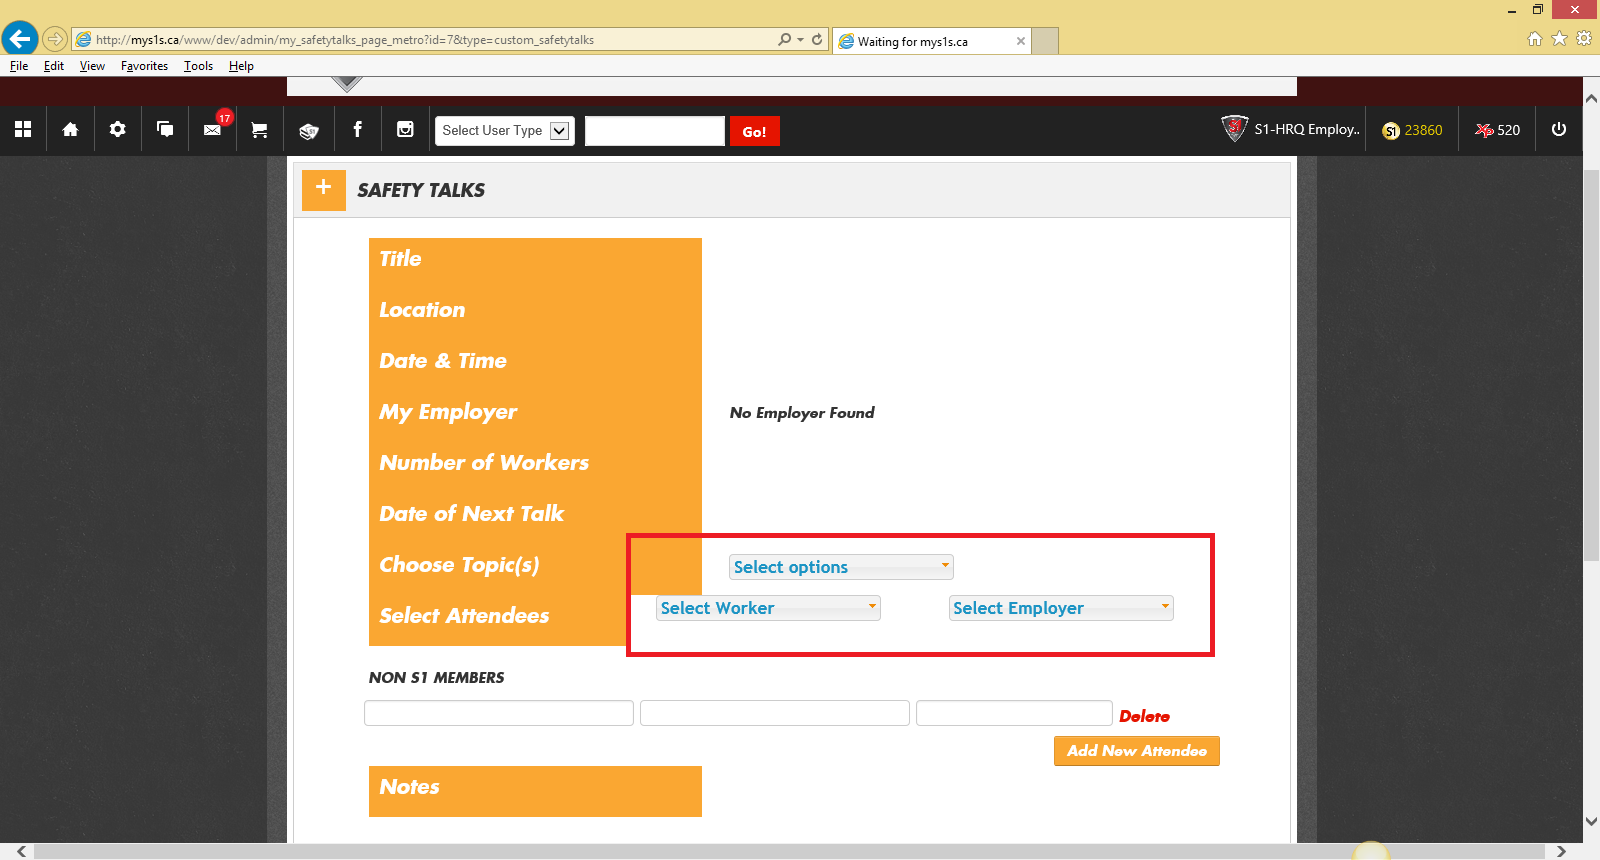 http://mys1s.ca/www/dev/admin/my_safetytalks_page_metro?id=7&type=custom_safetytalks
Waiting for mys1s.ca
File Edit View Favorites Tools Help
17
Select User Type
Go!
S1-HRQ Employ..
S1 23860
XP 520
+ SAFETY TALKS
Title
Location
Date & Time
My Employer No Employer Found
Number of Workers
Date of Next Talk
Choose Topic(s) Select options
Select Attendees Select Worker Select Employer
NON S1 MEMBERS
Delete
Add New Attendee
Notes